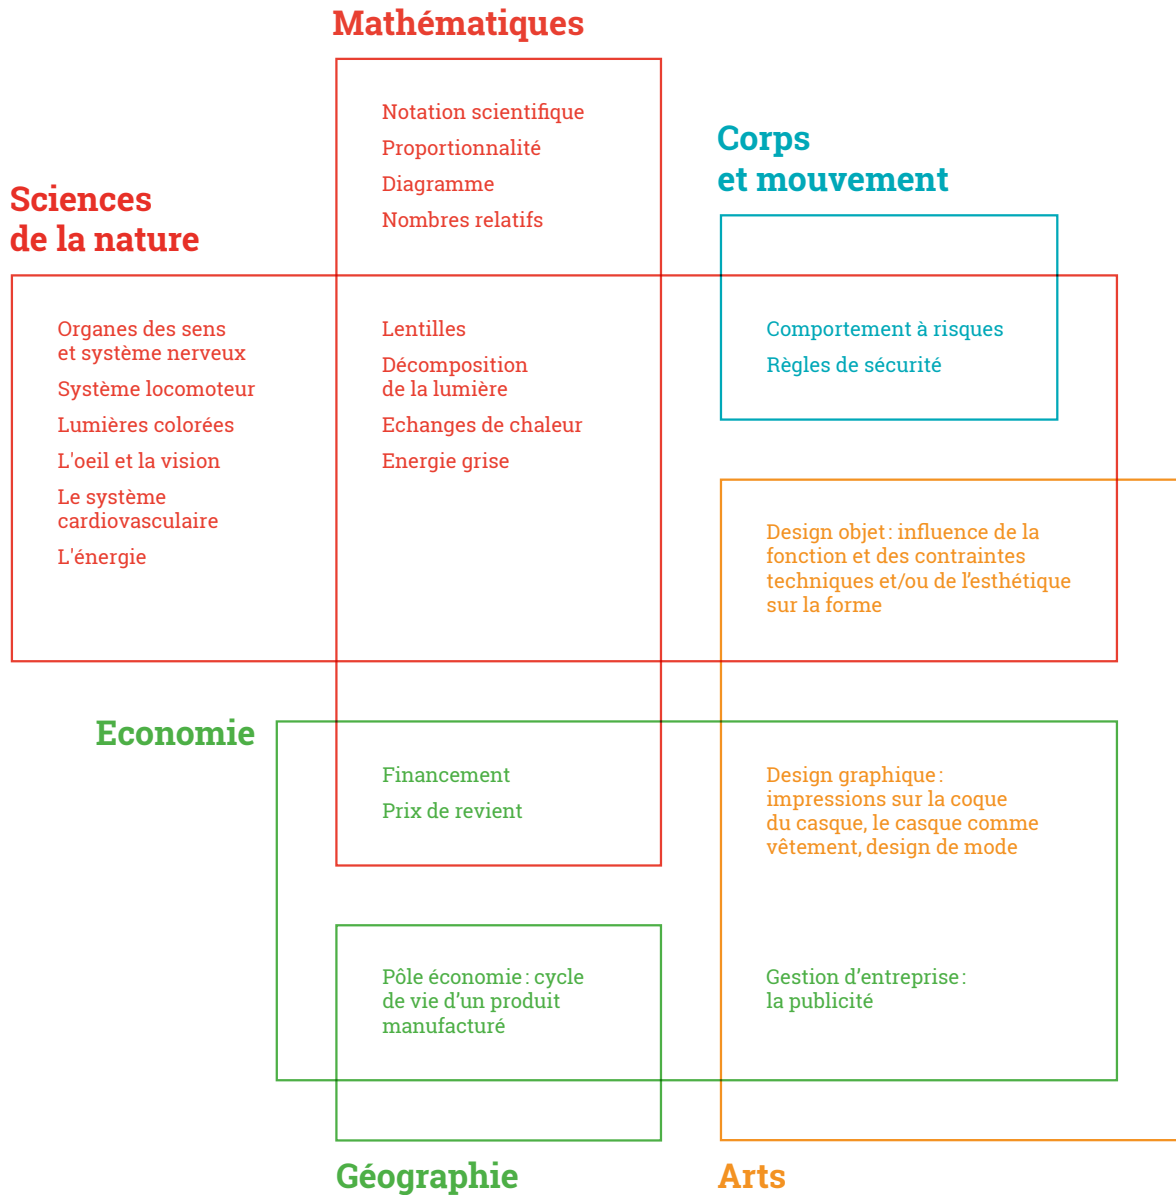 Mathématiques
Notation scientifique
Proportionnalité
Diagramme
Nombres relatifs
Corps
et mouvement
Sciences
de la nature
Organes des sens
et système nerveux
Système locomoteur
Lumières colorées
L'oeil et la vision
Le système
cardiovasculaire
L'énergie
Lentilles
Décomposition
de la lumière
Echanges de chaleur
Energie grise
Comportement à risques
Règles de sécurité
Design objet : influence de la
fonction et des contraintes
techniques et/ou de l’esthétique
sur la forme
Economie
Financement
Prix de revient
Design graphique :
impressions sur la coque
du casque, le casque comme
vêtement, design de mode
Pôle économie : cycle
de vie d’un produit
manufacturé
Gestion d’entreprise :
la publicité
Géographie
Arts